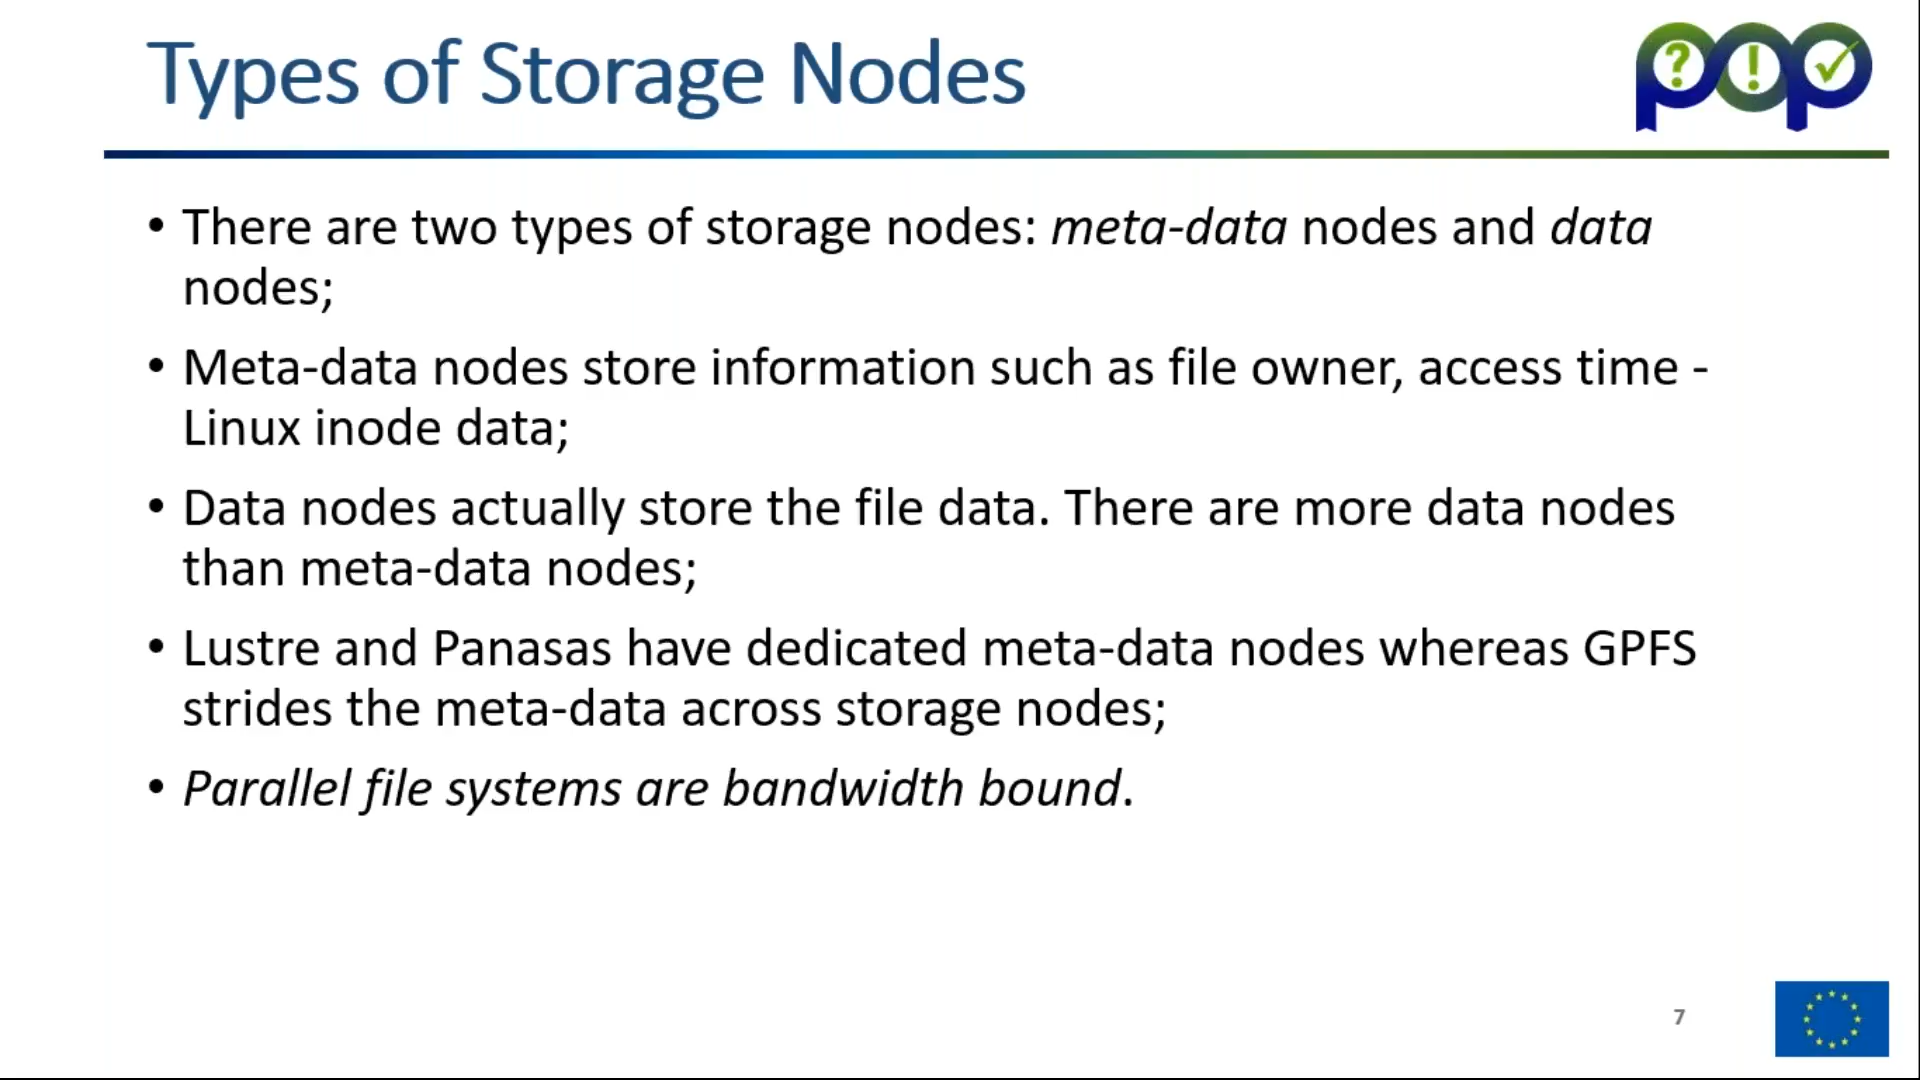 Types of Storage Nodes
pop
? ! ✓
• There are two types of storage nodes: meta-data nodes and data
nodes;
• Meta-data nodes store information such as file owner, access time -
Linux inode data;
• Data nodes actually store the file data. There are more data nodes
than meta-data nodes;
• Lustre and Panasas have dedicated meta-data nodes whereas GPFS
strides the meta-data across storage nodes;
• Parallel file systems are bandwidth bound.
7